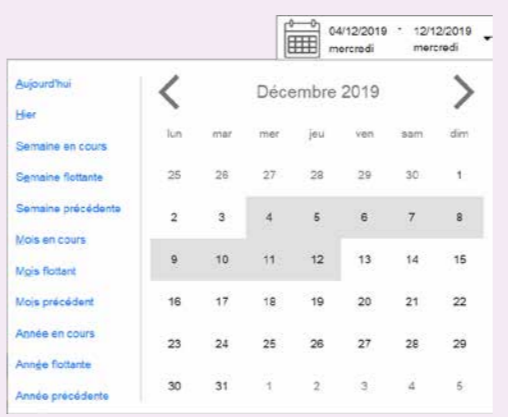 04/12/2019 - 12/12/2019
mercredi mercredi
Aujourd'hui
Hier
Semaine en cours
Semaine flottante
Semaine précédente
Mois en cours
Mois flottant
Mois précédent
Année en cours
Année flottante
Année précédente
Décembre 2019
lun mar mer jeu ven sam dim
25 26 27 28 29 30 1
2 3 4 5 6 7 8
9 10 11 12 13 14 15
16 17 18 19 20 21 22
23 24 25 26 27 28 29
30 31 1 2 3 4 5